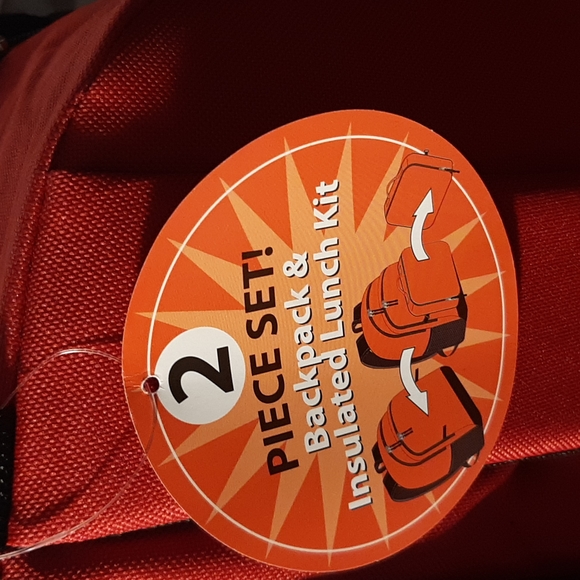 2
PIECE SET!
Backpack &
Insulated Lunch Kit